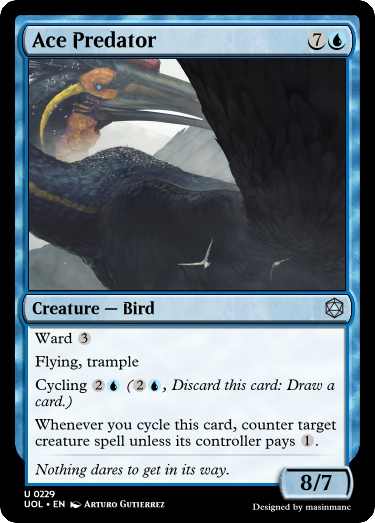 Ace Predator 7
Creature — Bird
Ward 3
Flying, trample
Cycling 2 (2, Discard this card: Draw a
card.)
Whenever you cycle this card, counter target
creature spell unless its controller pays 1.
Nothing dares to get in its way.
8/7
U 0229
UOL • EN Arturo Gutierrez
Designed by masinmanc